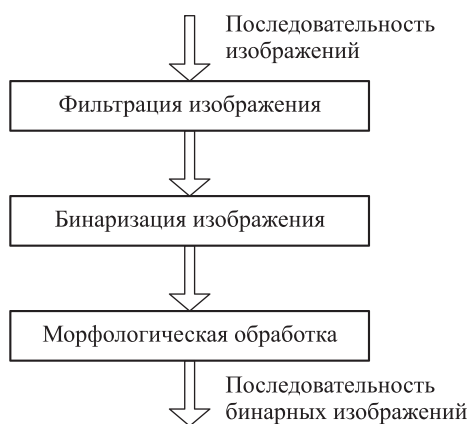 Последовательность
изображений
Фильтрация изображения
Бинаризация изображения
Морфологическая обработка
Последовательность
бинарных изображений